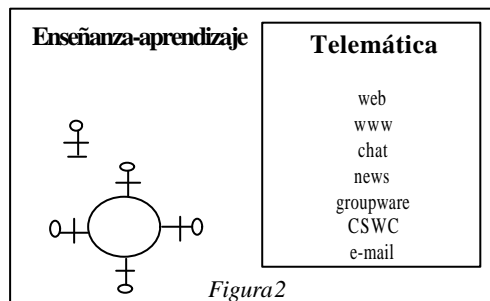 Enseñanza-aprendizaje
Telemática
web
www
chat
news
groupware
CSWC
e-mail
Figura2